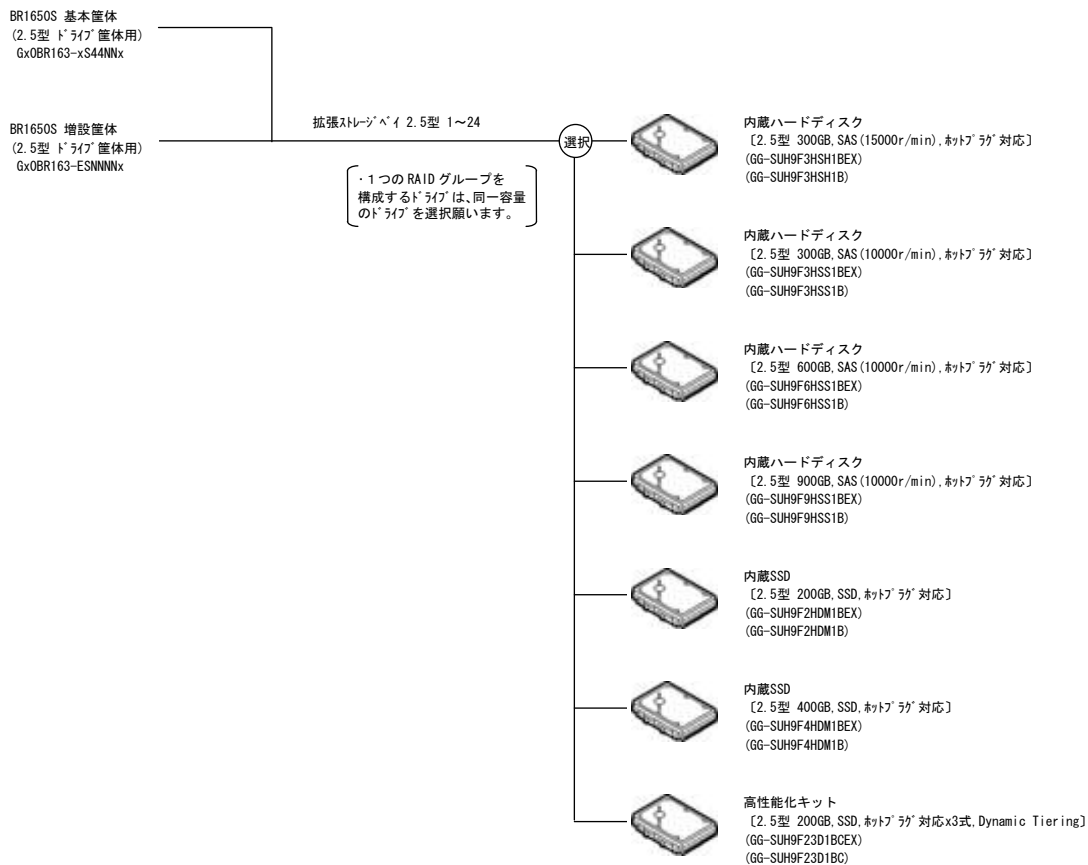 BR1650S 基本筐体
(2.5型 ﾄﾞﾗｲﾌﾞ筐体用)
GxOBR163-xS44NNx
BR1650S 増設筐体
(2.5型 ﾄﾞﾗｲﾌﾞ筐体用)
GxOBR163-ESNNNNx
拡張ｽﾄﾚｰｼﾞﾍﾞｲ 2.5型 1~24
・1つの RAID グループを
構成するﾄﾞﾗｲﾌﾞは、同一容量
のﾄﾞﾗｲﾌﾞを選択願います。
選択
内蔵ハードディスク
〔2.5型 300GB,SAS(15000r/min),ﾎｯﾄﾌﾟﾗｸﾞ対応〕
(GG-SUH9F3HSH1BEX)
(GG-SUH9F3HSH1B)
内蔵ハードディスク
〔2.5型 300GB,SAS(10000r/min),ﾎｯﾄﾌﾟﾗｸﾞ対応〕
(GG-SUH9F3HSS1BEX)
(GG-SUH9F3HSS1B)
内蔵ハードディスク
〔2.5型 600GB,SAS(10000r/min),ﾎｯﾄﾌﾟﾗｸﾞ対応〕
(GG-SUH9F6HSS1BEX)
(GG-SUH9F6HSS1B)
内蔵ハードディスク
〔2.5型 900GB,SAS(10000r/min),ﾎｯﾄﾌﾟﾗｸﾞ対応〕
(GG-SUH9F9HSS1BEX)
(GG-SUH9F9HSS1B)
内蔵SSD
〔2.5型 200GB,SSD,ﾎｯﾄﾌﾟﾗｸﾞ対応〕
(GG-SUH9F2HDM1BEX)
(GG-SUH9F2HDM1B)
内蔵SSD
〔2.5型 400GB,SSD,ﾎｯﾄﾌﾟﾗｸﾞ対応〕
(GG-SUH9F4HDM1BEX)
(GG-SUH9F4HDM1B)
高性能化キット
〔2.5型 200GB,SSD,ﾎｯﾄﾌﾟﾗｸﾞ対応x3式,Dynamic Tiering〕
(GG-SUH9F23D1BCEX)
(GG-SUH9F23D1BC)